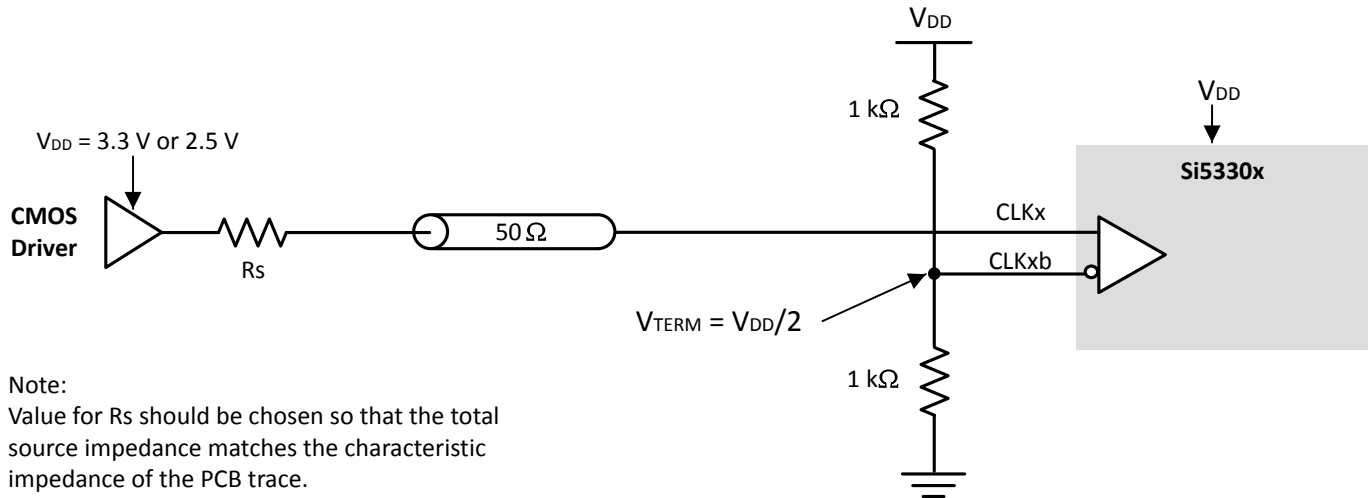 VDD
1 kΩ
VDD
VDD = 3.3 V or 2.5 V
Si5330x
CMOS
Driver
Rs
50 Ω
CLKx
CLKxb
VTERM = VDD/2
1 kΩ
Note:
Value for Rs should be chosen so that the total
source impedance matches the characteristic
impedance of the PCB trace.